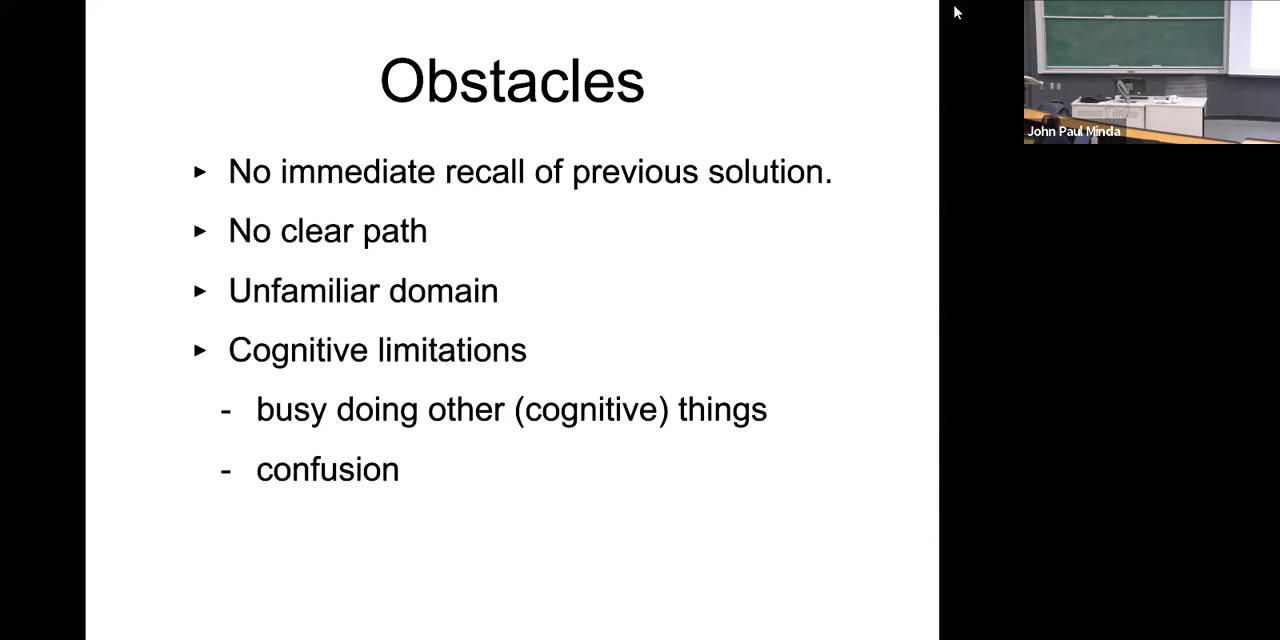 Obstacles
▸ No immediate recall of previous solution.
▸ No clear path
▸ Unfamiliar domain
▸ Cognitive limitations
- busy doing other (cognitive) things
- confusion
John Paul Minda